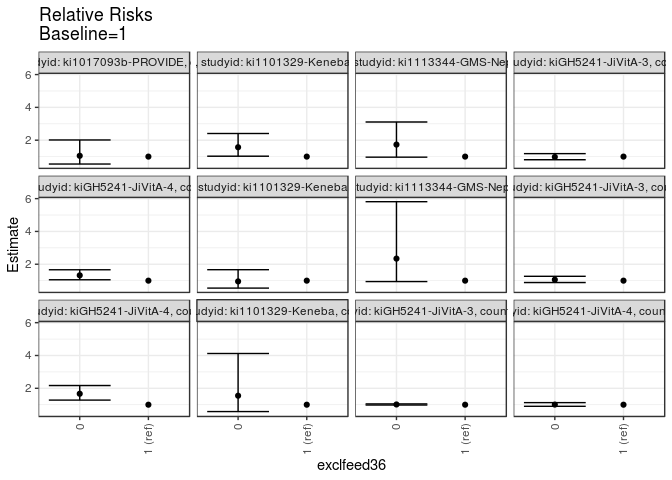 Relative Risks
Baseline=1
studyid: ki1017093b-PROVIDE,
studyid: ki1101329-Keneba
studyid: ki1113344-GMS-Nep
studyid: kiGH5241-JiVitA-3, co
6
4
2
studyid: kiGH5241-JiVitA-4, co
studyid: ki1101329-Keneba
studyid: ki1113344-GMS-Nep
studyid: kiGH5241-JiVitA-3,
6
4
2
studyid: kiGH5241-JiVitA-4, cou
studyid: ki1101329-Keneba, co
studyid: kiGH5241-JiVitA-3, coun
studyid: kiGH5241-JiVitA-4, coun
6
4
2
Estimate
0
1 (ref)
0
1 (ref)
0
1 (ref)
0
1 (ref)
exclfeed36